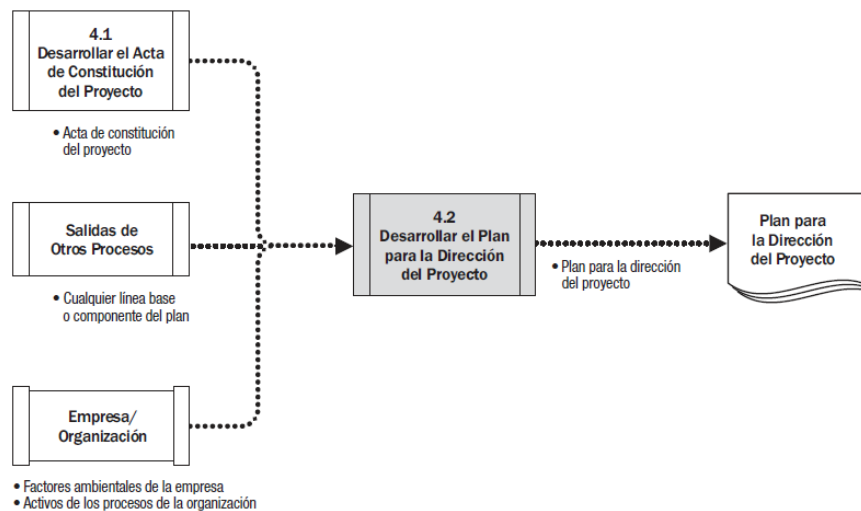 4.1
Desarrollar el Acta
de Constitución
del Proyecto
• Acta de constitución
del proyecto
Salidas de
Otros Procesos
• Cualquier línea base
o componente del plan
Empresa/
Organización
• Factores ambientales de la empresa
• Activos de los procesos de la organización
4.2
Desarrollar el Plan
para la Dirección
del Proyecto
• Plan para la dirección
del proyecto
Plan para
la Dirección
del Proyecto